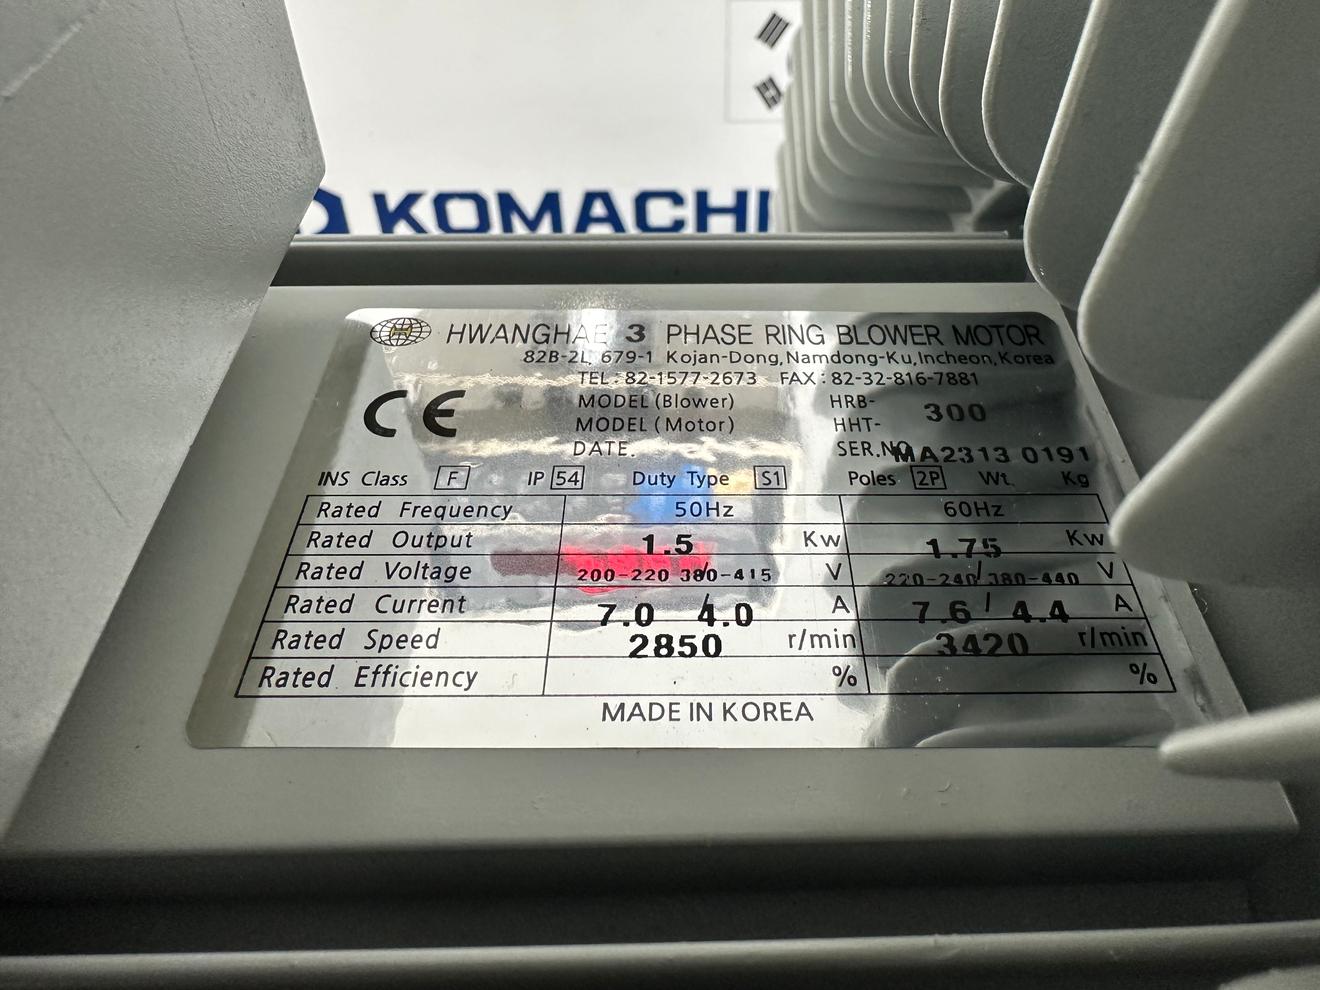 KOMACHI
HWANGHAE 3 PHASE RING BLOWER MOTOR
82B-2L, 679-1 Kojan-Dong, Namdong-Ku, Incheon, Korea
TEL : 82-1577-2673 FAX : 82-32-816-7881
CE
MODEL (Blower) HRB- 300
MODEL (Motor) HHT-
DATE. SER.NO MA2313 0191
INS Class F IP 54 Duty Type S1 Poles 2P Wt. Kg
Rated Frequency 50Hz 60Hz
Rated Output 1.5 Kw 1.75 Kw
Rated Voltage 200-220/380-415 V 220-240/380-440 V
Rated Current 7.0 / 4.0 A 7.6 / 4.4 A
Rated Speed 2850 r/min 3420 r/min
Rated Efficiency % %
MADE IN KOREA